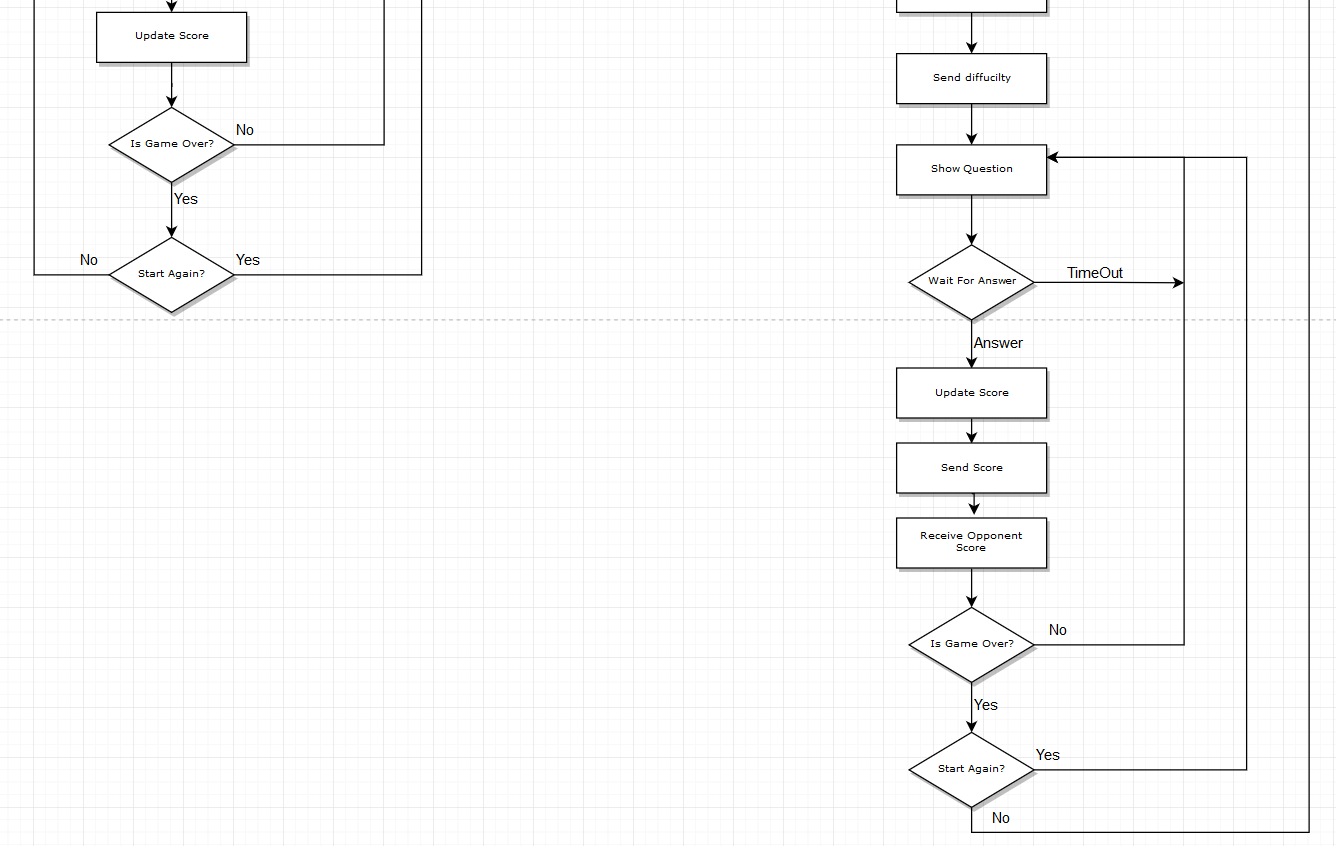 Update Score
Is Game Over?
No
Yes
Start Again?
No
Yes
Send diffucilty
Show Question
Wait For Answer
TimeOut
Answer
Update Score
Send Score
Receive Opponent
Score
Is Game Over?
No
Yes
Start Again?
Yes
No